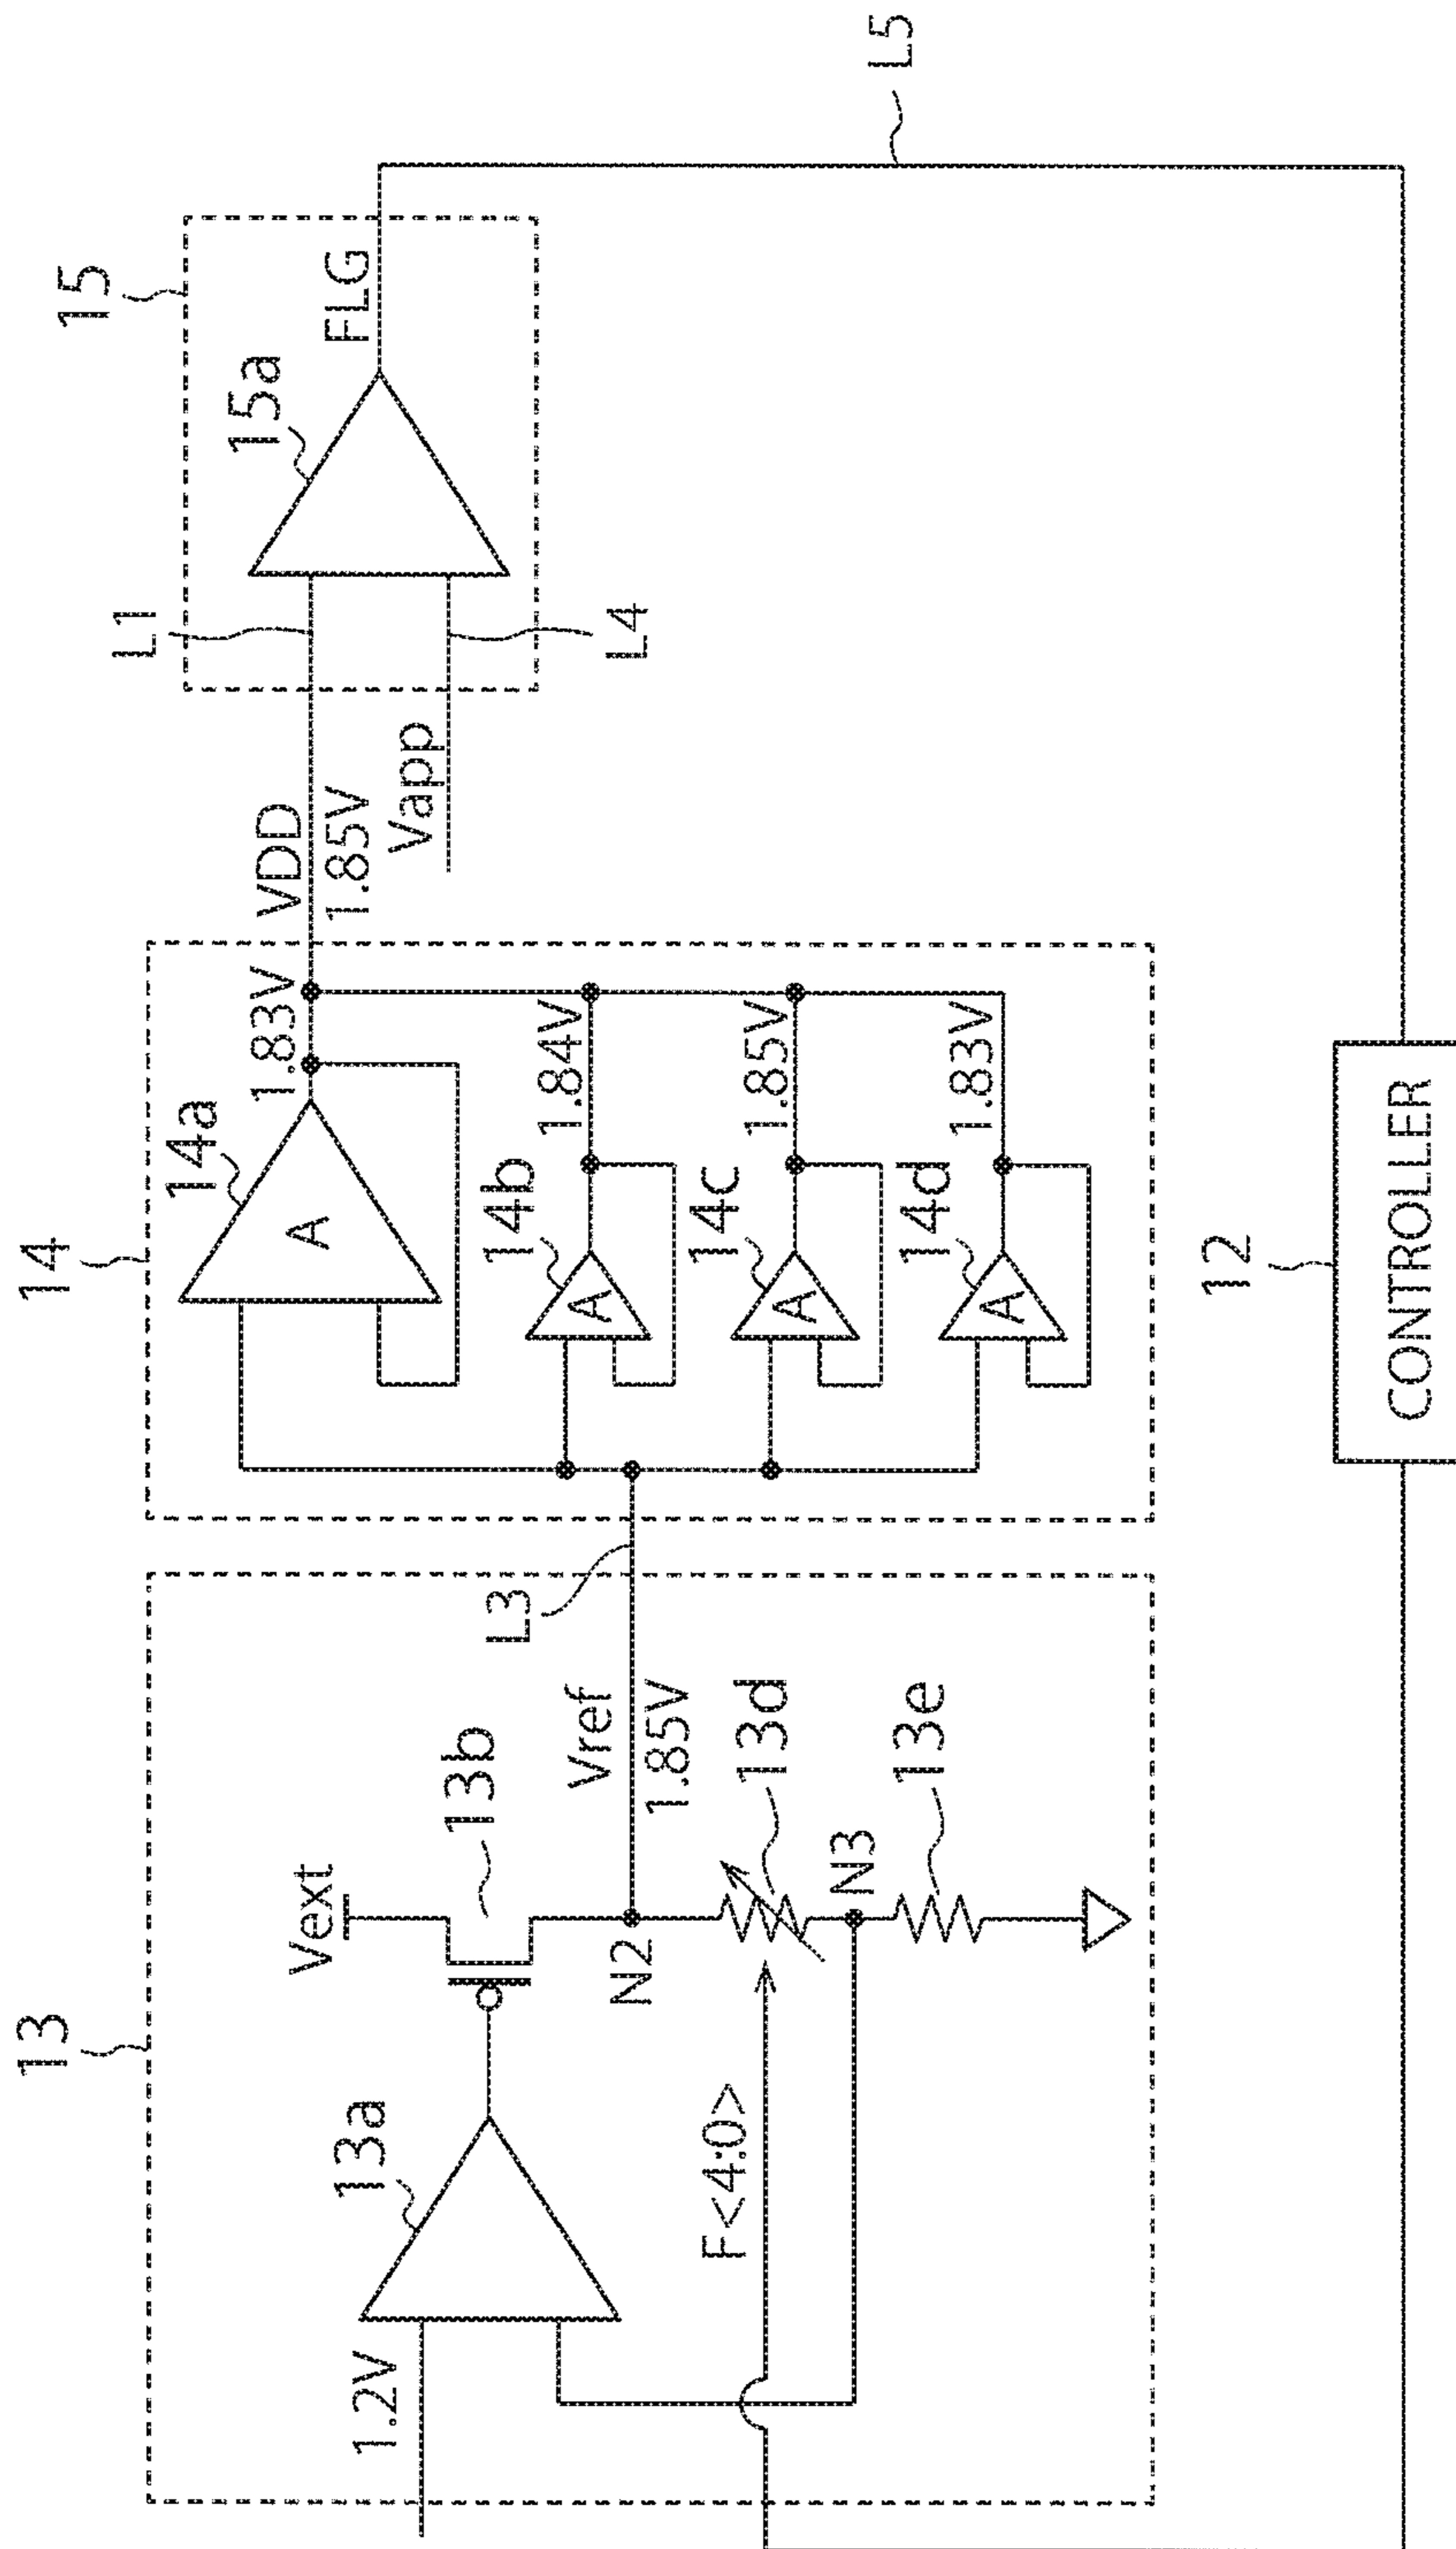 13
13a
1.2V
Vext
13b
N2
Vref
1.85V
F<4:0>
13d
N3
13e
L3
14
14a
A
1.83V
14b
A
1.84V
14c
A
1.85V
14d
A
1.83V
VDD
1.85V
Vapp
L1
L4
15
15a
FLG
L5
12
CONTROLLER